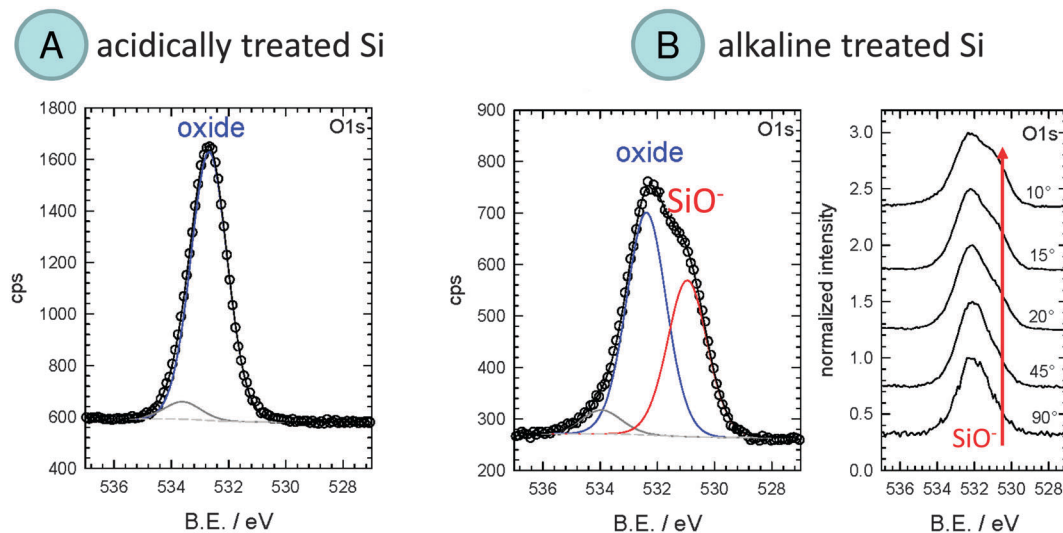 A acidically treated Si
B alkaline treated Si
1800
1600
1400
1200
1000
800
600
400
cps
oxide
O1s
536 534 532 530 528
B.E. / eV
900
800
700
600
500
400
300
200
cps
oxide
SiO⁻
O1s
536 534 532 530 528
B.E. / eV
3.0
2.5
2.0
1.5
1.0
0.5
0.0
normalized intensity
O1s
10°
15°
20°
45°
90°
SiO⁻
536 534 532 530 528
B.E. / eV